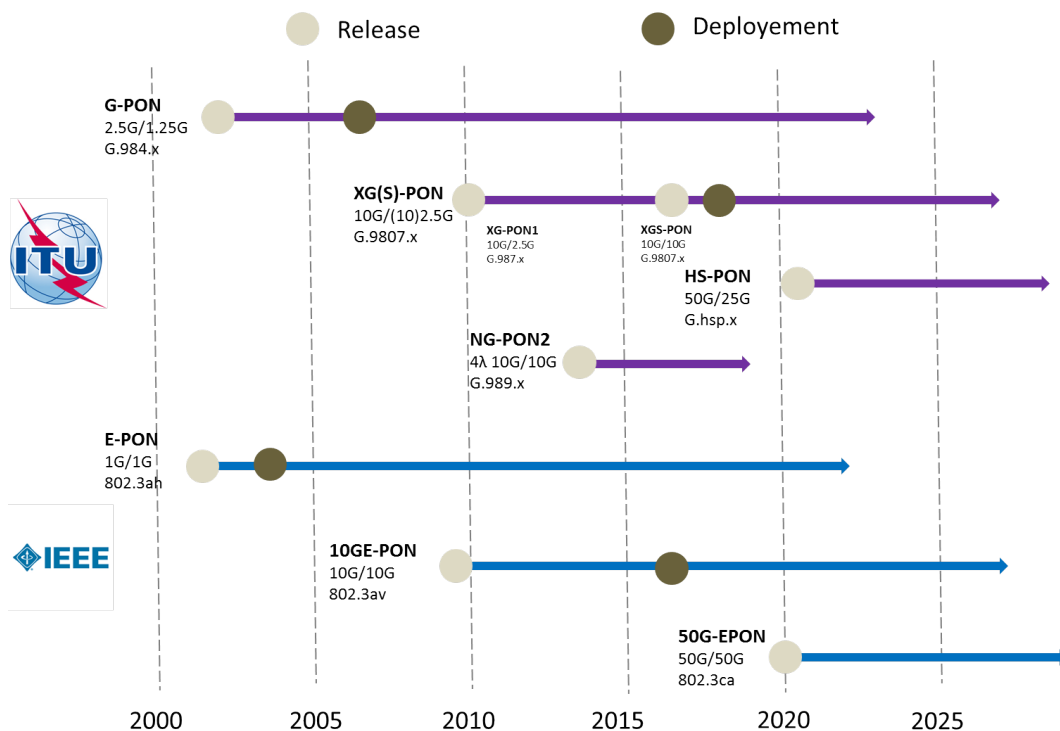 Release
Deployement
G-PON
2.5G/1.25G
G.984.x
XG(S)-PON
10G/(10)2.5G
G.9807.x
XG-PON1
10G/2.5G
G.987.x
XGS-PON
10G/10G
G.9807.x
ITU
HS-PON
50G/25G
G.hsp.x
NG-PON2
4λ 10G/10G
G.989.x
E-PON
1G/1G
802.3ah
IEEE
10GE-PON
10G/10G
802.3av
50G-EPON
50G/50G
802.3ca
2000
2005
2010
2015
2020
2025